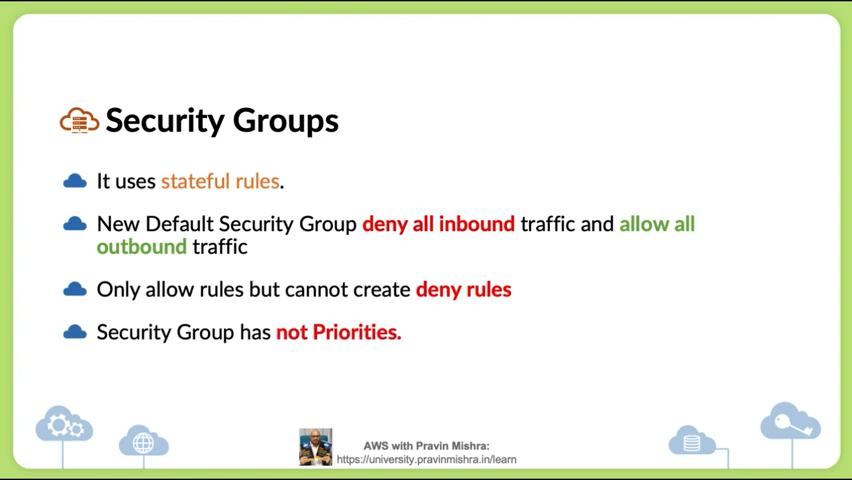 Security Groups
It uses stateful rules.
New Default Security Group deny all inbound traffic and allow all
outbound traffic
Only allow rules but cannot create deny rules
Security Group has not Priorities.
AWS with Pravin Mishra:
https://university.pravinmishra.in/learn